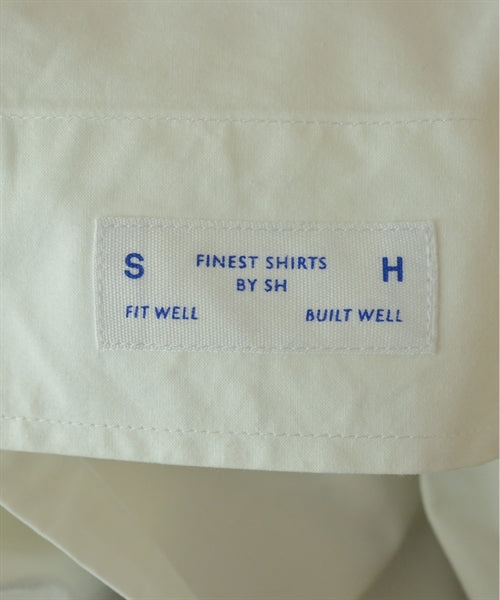 S FINEST SHIRTS H
BY SH
FIT WELL BUILT WELL